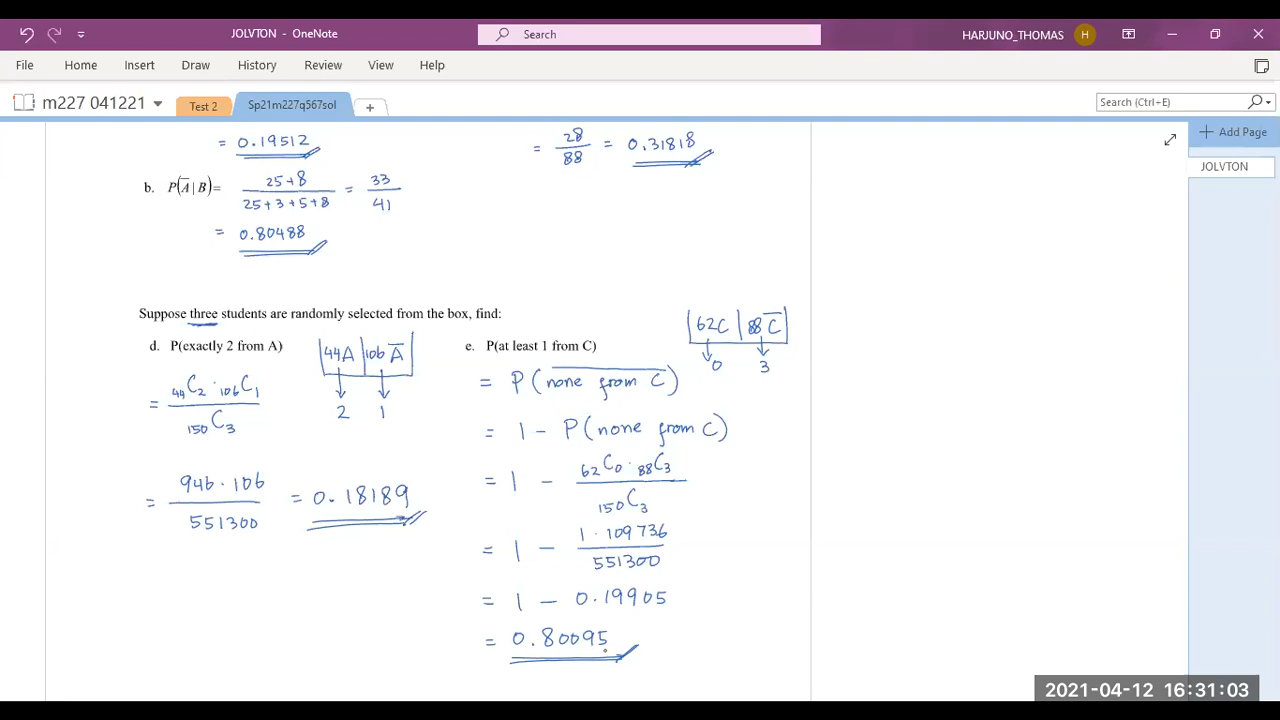 JOLVTON - OneNote
Search
HARJUNO_THOMAS
H
File Home Insert Draw History Review View Help
m227 041221
Test 2
Sp21m227q567sol
+
Search (Ctrl+E)
+ Add Page
JOLVTON
= 0.19512
= 28/88 = 0.31818
b. P(A̅ | B) = 25+8 / 25+3+5+8 = 33/41
= 0.80488
Suppose three students are randomly selected from the box, find:
62C | 88 C̅
0 3
d. P(exactly 2 from A)
44A | 106 A̅
2 1
= ₄₄C₂ · ₁₀₆C₁ / ₁₅₀C₃
= 946 · 106 / 551300 = 0.18189
e. P(at least 1 from C)
= P(n̅o̅n̅e̅ ̅f̅r̅o̅m̅ ̅C̅)
= 1 - P(none from C)
= 1 - ₆₂C₀ · ₈₈C₃ / ₁₅₀C₃
= 1 - 1 · 109736 / 551300
= 1 - 0.19905
= 0.80095
2021-04-12 16:31:03